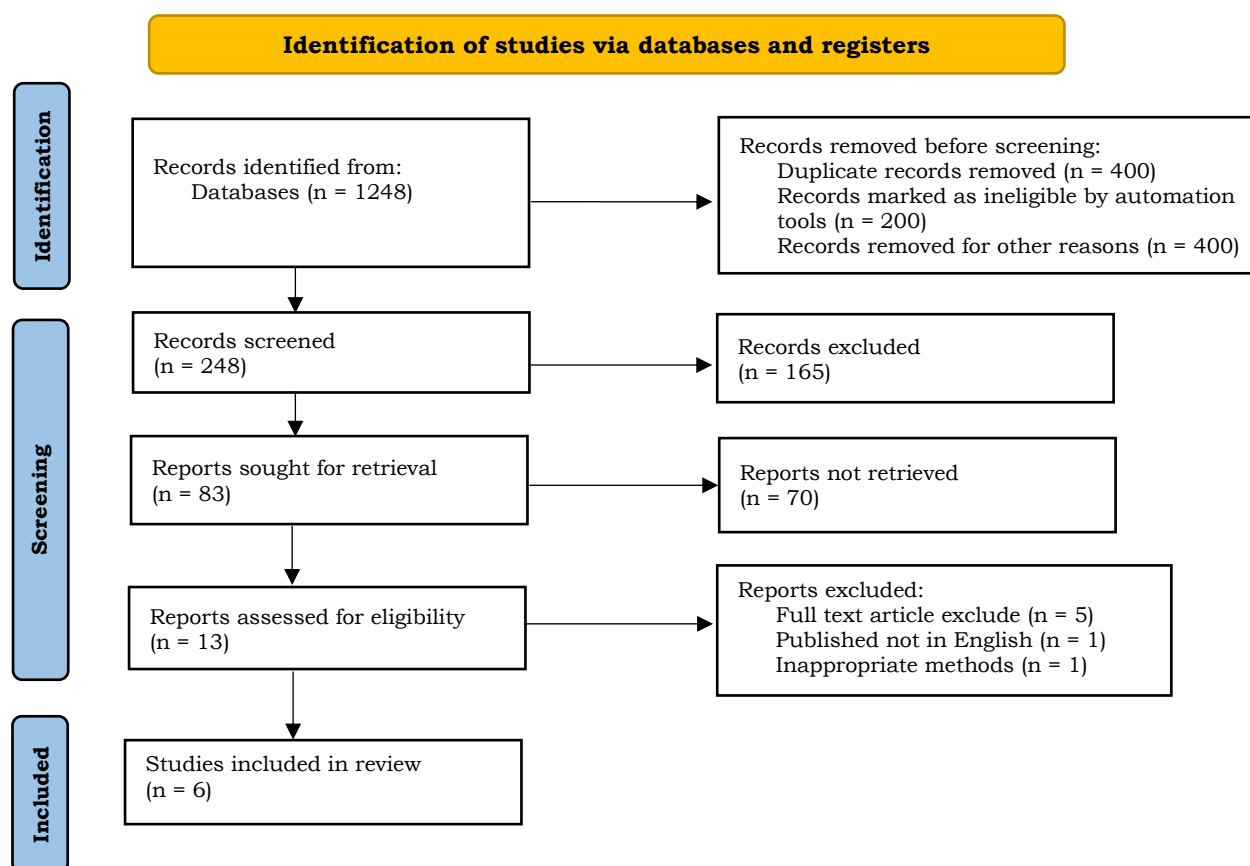 Identification of studies via databases and registers
Identification
Records identified from:
Databases (n = 1248)
Records removed before screening:
Duplicate records removed (n = 400)
Records marked as ineligible by automation
tools (n = 200)
Records removed for other reasons (n = 400)
Screening
Records screened
(n = 248)
Records excluded
(n = 165)
Reports sought for retrieval
(n = 83)
Reports not retrieved
(n = 70)
Reports assessed for eligibility
(n = 13)
Reports excluded:
Full text article exclude (n = 5)
Published not in English (n = 1)
Inappropriate methods (n = 1)
Included
Studies included in review
(n = 6)